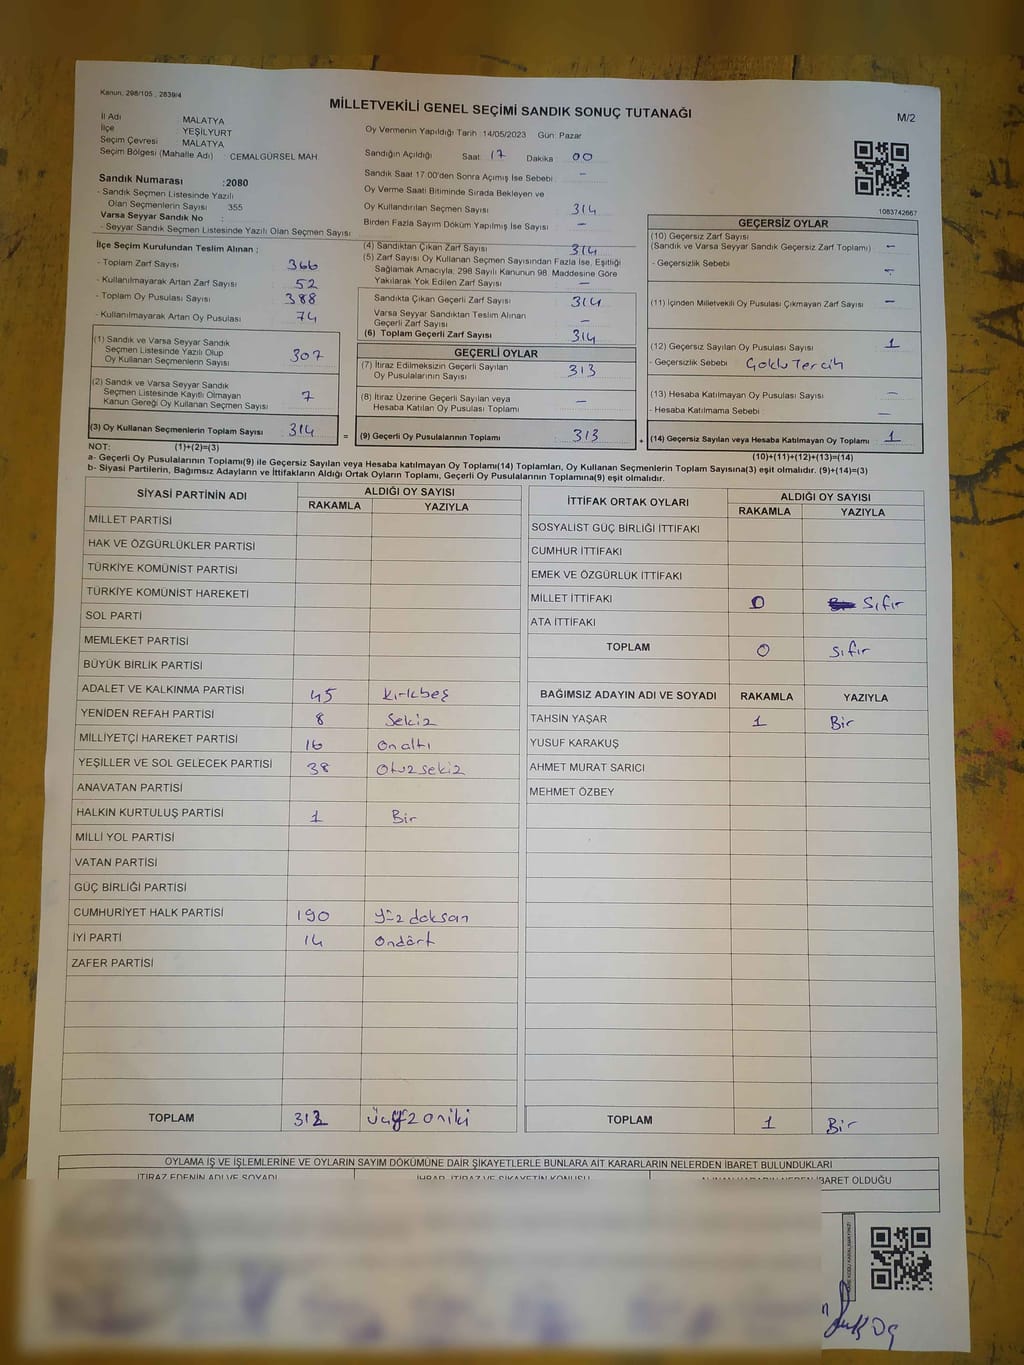 Kanun, 298/105 , 2839/4
MİLLETVEKİLİ GENEL SEÇİMİ SANDIK SONUÇ TUTANAĞI
M/2
İl Adı : MALATYA
İlçe : YEŞİLYURT
Seçim Çevresi : MALATYA
Seçim Bölgesi (Mahalle Adı) : CEMALGÜRSEL MAH.
Sandık Numarası :2080
- Sandık Seçmen Listesinde Yazılı
Olan Seçmenlerin Sayısı : 355
Varsa Seyyar Sandık No :
- Seyyar Sandık Seçmen Listesinde Yazılı Olan Seçmen Sayısı :
Oy Vermenin Yapıldığı Tarih :14/05/2023 Gün: Pazar
Sandığın Açıldığı Saat: 17 Dakika : 00
Sandık Saat 17.00'den Sonra Açımış İse Sebebi : -
Oy Verme Saati Bitiminde Sırada Bekleyen ve
Oy Kullandırılan Seçmen Sayısı : 314
Birden Fazla Sayım Döküm Yapılmış İse Sayısı : -
1083742667
İlçe Seçim Kurulundan Teslim Alınan ;
- Toplam Zarf Sayısı : 366
- Kullanılmayarak Artan Zarf Sayısı : 52
- Toplam Oy Pusulası Sayısı : 388
- Kullanılmayarak Artan Oy Pusulası : 74
(1) Sandık ve Varsa Seyyar Sandık
Seçmen Listesinde Yazılı Olup
Oy Kullanan Seçmenlerin Sayısı : 307
(2) Sandık ve Varsa Seyyar Sandık
Seçmen Listesinde Kayıtlı Olmayan
Kanun Gereği Oy Kullanan Seçmen Sayısı : 7
(3) Oy Kullanan Seçmenlerin Toplam Sayısı : 314
(4) Sandıktan Çıkan Zarf Sayısı : 314
(5) Zarf Sayısı Oy Kullanan Seçmen Sayısından Fazla İse, Eşitliği
Sağlamak Amacıyla, 298 Sayılı Kanunun 98. Maddesine Göre
Yakılarak Yok Edilen Zarf Sayısı : -
Sandıkta Çıkan Geçerli Zarf Sayısı : 314
Varsa Seyyar Sandıktan Teslim Alınan
Geçerli Zarf Sayısı : -
(6) Toplam Geçerli Zarf Sayısı : 314
GEÇERLİ OYLAR
(7) İtiraz Edilmeksizin Geçerli Sayılan
Oy Pusulalarının Sayısı : 313
(8) İtiraz Üzerine Geçerli Sayılan veya
Hesaba Katılan Oy Pusulası Toplamı : -
= (9) Geçerli Oy Pusulalarının Toplamı : 313
GEÇERSİZ OYLAR
(10) Geçersiz Zarf Sayısı
(Sandık ve Varsa Seyyar Sandık Geçersiz Zarf Toplamı) : -
- Geçersizlik Sebebi : -
(11) İçinden Milletvekili Oy Pusulası Çıkmayan Zarf Sayısı : -
(12) Geçersiz Sayılan Oy Pusulası Sayısı : 1
- Geçersizlik Sebebi : Çoklu Tercih
(13) Hesaba Katılmayan Oy Pusulası Sayısı : -
- Hesaba Katılmama Sebebi : -
+ (14) Geçersiz Sayılan veya Hesaba Katılmayan Oy Toplamı : 1
NOT: (1)+(2)=(3)
(10)+(11)+(12)+(13)=(14)
a- Geçerli Oy Pusulalarının Toplamı(9) ile Geçersiz Sayılan veya Hesaba katılmayan Oy Toplamı(14) Toplamları, Oy Kullanan Seçmenlerin Toplam Sayısına(3) eşit olmalıdır. (9)+(14)=(3)
b- Siyasi Partilerin, Bağımsız Adayların ve İttifakların Aldığı Ortak Oyların Toplamı, Geçerli Oy Pusulalarının Toplamına(9) eşit olmalıdır.
SİYASİ PARTİNİN ADI ALDIĞI OY SAYISI
RAKAMLA YAZIYLA
MİLLET PARTİSİ
HAK VE ÖZGÜRLÜKLER PARTİSİ
TÜRKİYE KOMÜNİST PARTİSİ
TÜRKİYE KOMÜNİST HAREKETİ
SOL PARTİ
MEMLEKET PARTİSİ
BÜYÜK BİRLİK PARTİSİ
ADALET VE KALKINMA PARTİSİ 45 kırkbeş
YENİDEN REFAH PARTİSİ 8 Sekiz
MİLLİYETÇİ HAREKET PARTİSİ 16 onaltı
YEŞİLLER VE SOL GELECEK PARTİSİ 38 Otuzsekiz
ANAVATAN PARTİSİ
HALKIN KURTULUŞ PARTİSİ 1 Bir
MİLLİ YOL PARTİSİ
VATAN PARTİSİ
GÜÇ BİRLİĞİ PARTİSİ
CUMHURİYET HALK PARTİSİ 190 Yüz doksan
İYİ PARTİ 14 Ondört
ZAFER PARTİSİ
TOPLAM 312 üçyüz oniki
İTTİFAK ORTAK OYLARI ALDIĞI OY SAYISI
RAKAMLA YAZIYLA
SOSYALİST GÜÇ BİRLİĞİ İTTİFAKI
CUMHUR İTTİFAKI
EMEK VE ÖZGÜRLÜK İTTİFAKI
MİLLET İTTİFAKI 0 Sıfır
ATA İTTİFAKI
TOPLAM 0 Sıfır
BAĞIMSIZ ADAYIN ADI VE SOYADI RAKAMLA YAZIYLA
TAHSİN YAŞAR 1 Bir
YUSUF KARAKUŞ
AHMET MURAT SARICI
MEHMET ÖZBEY
TOPLAM 1 Bir
OYLAMA İŞ VE İŞLEMLERİNE VE OYLARIN SAYIM DÖKÜMÜNE DAİR ŞİKAYETLERLE BUNLARA AİT KARARLARIN NELERDEN İBARET BULUNDUKLARI
İTİRAZ EDENİN ADI VE SOYADI İHBAR, İTİRAZ VE ŞİKAYETİN KONUSU ALINAN KARARIN NEDEN İBARET OLDUĞU